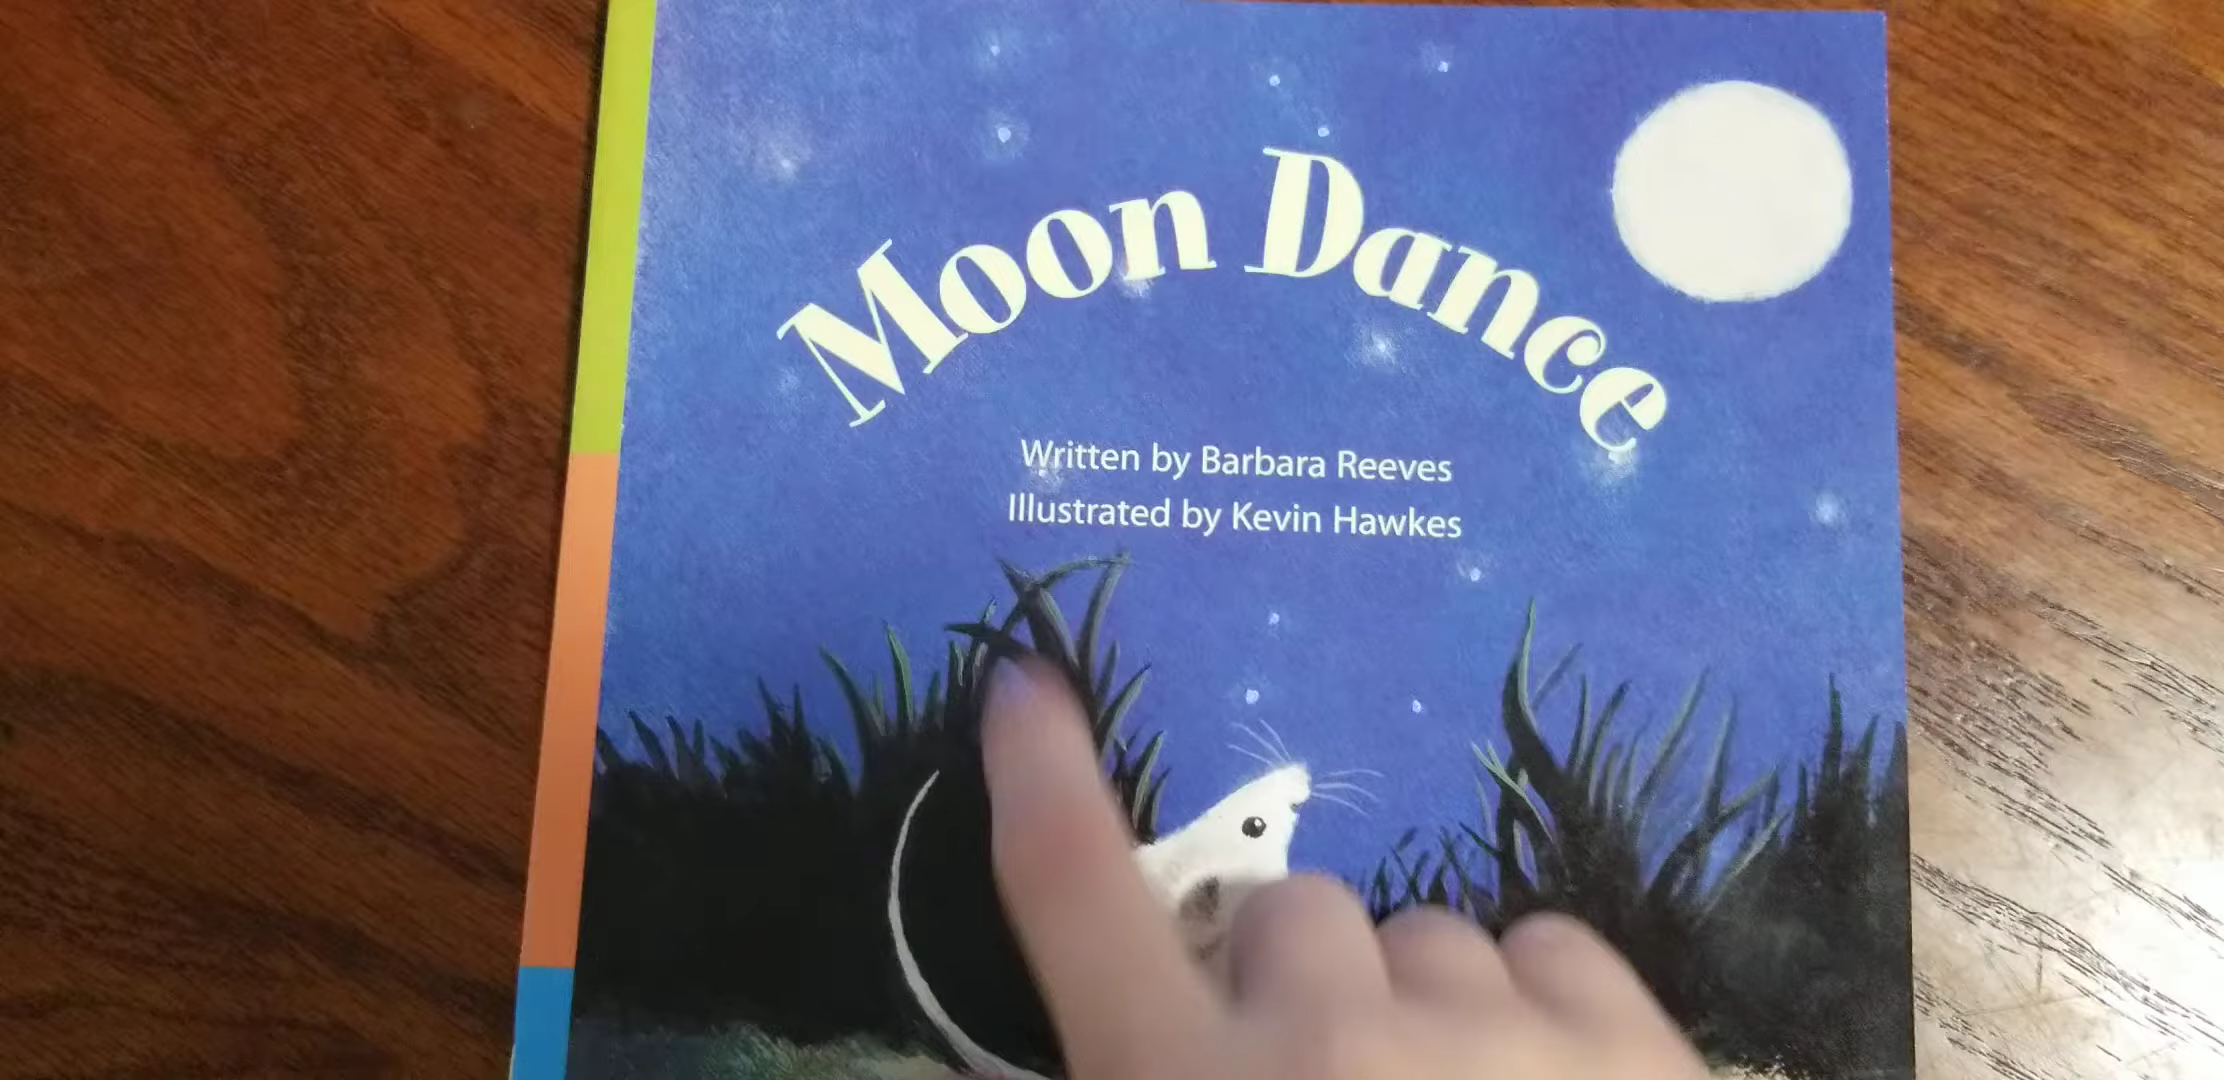 Moon Dance
Written by Barbara Reeves
Illustrated by Kevin Hawkes